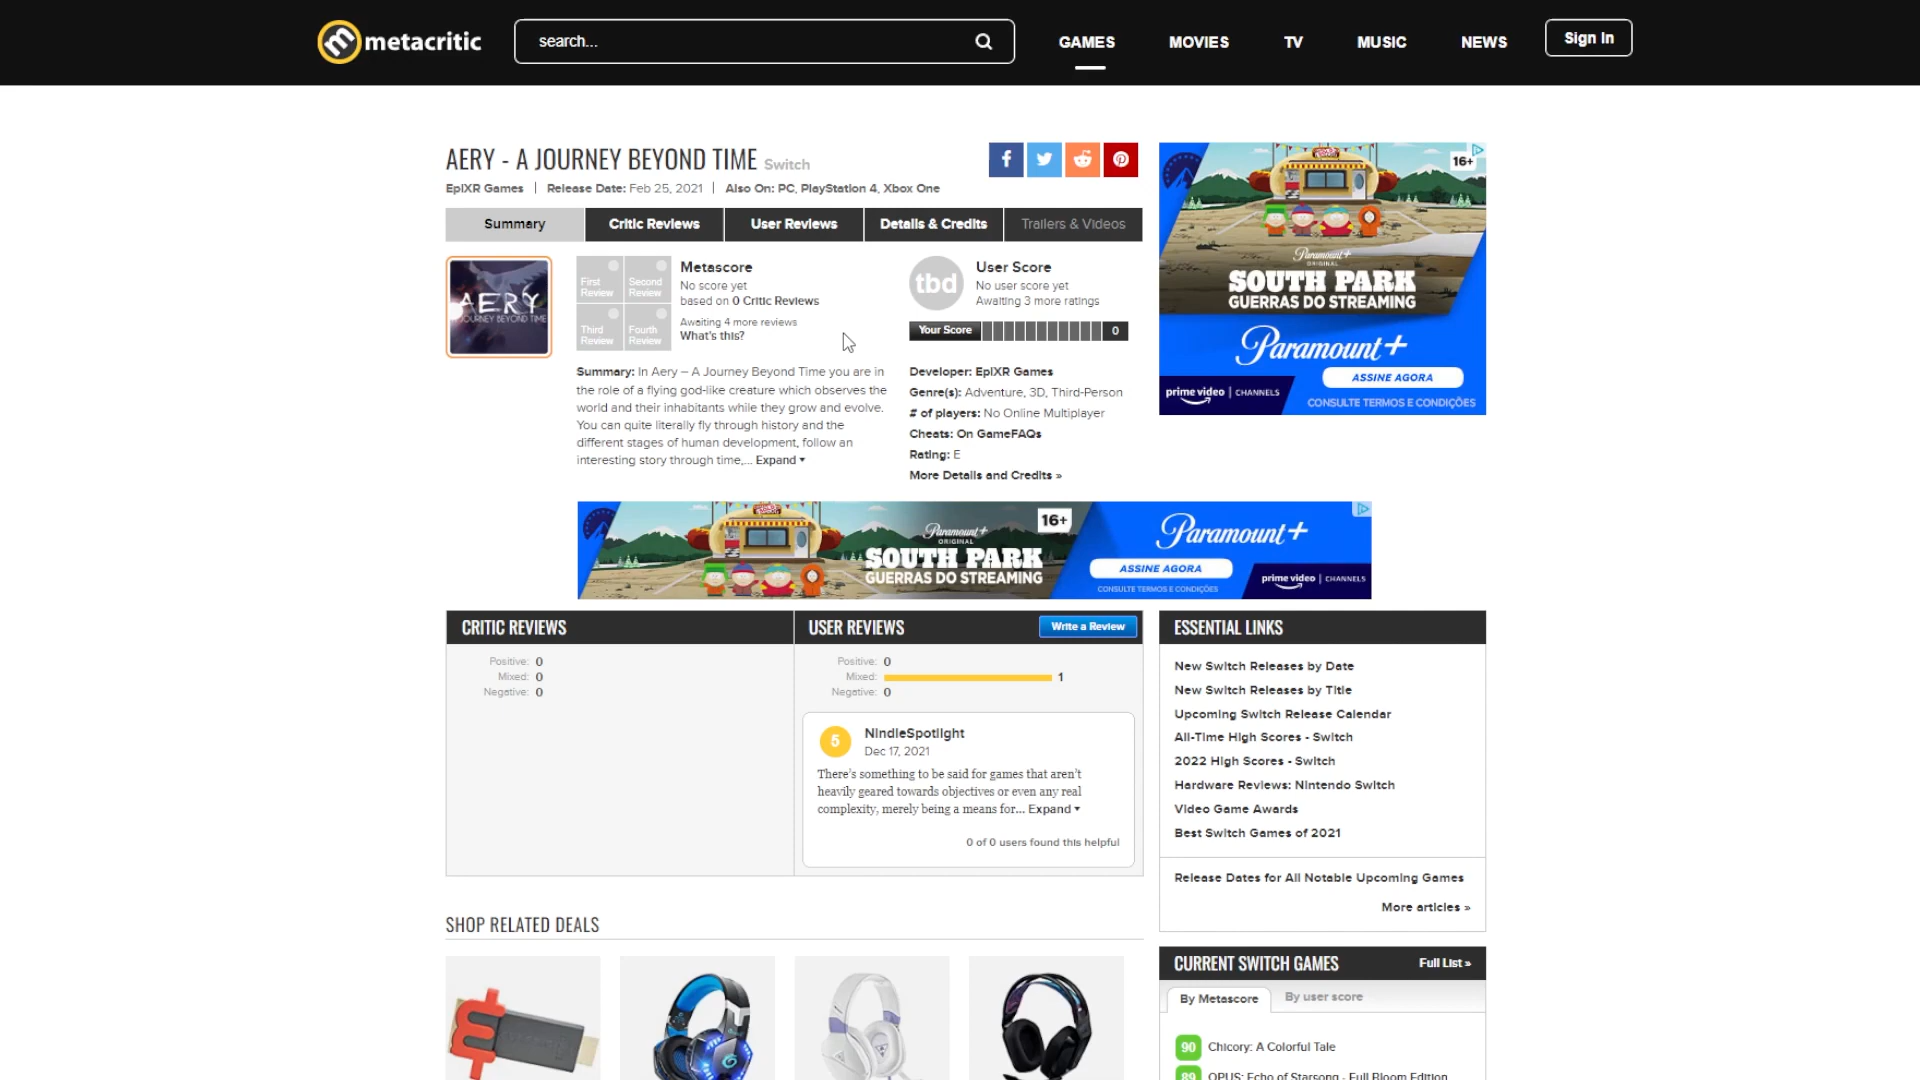 metacritic
search...
GAMES
MOVIES
TV
MUSIC
NEWS
Sign In
AERY - A JOURNEY BEYOND TIME Switch
EpiXR Games | Release Date: Feb 25, 2021 | Also On: PC, PlayStation 4, Xbox One
Summary
Critic Reviews
User Reviews
Details & Credits
Trailers & Videos
AERY
JOURNEY BEYOND TIME
First Review
Second Review
Third Review
Fourth Review
Metascore
No score yet
based on 0 Critic Reviews
Awaiting 4 more reviews
What's this?
tbd
User Score
No user score yet
Awaiting 3 more ratings
Your Score
0
Summary: In Aery – A Journey Beyond Time you are in
the role of a flying god-like creature which observes the
world and their inhabitants while they grow and evolve.
You can quite literally fly through history and the
different stages of human development, follow an
interesting story through time,... Expand
Developer: EpiXR Games
Genre(s): Adventure, 3D, Third-Person
# of players: No Online Multiplayer
Cheats: On GameFAQs
Rating: E
More Details and Credits »
16+
Paramount+
ORIGINAL
SOUTH PARK
GUERRAS DO STREAMING
Paramount+
ASSINE AGORA
prime video | CHANNELS
CONSULTE TERMOS E CONDIÇÕES
Paramount+
ORIGINAL
SOUTH PARK
GUERRAS DO STREAMING
16+
Paramount+
ASSINE AGORA
CONSULTE TERMOS E CONDIÇÕES
prime video | CHANNELS
CRITIC REVIEWS
Positive: 0
Mixed: 0
Negative: 0
USER REVIEWS
Write a Review
Positive: 0
Mixed: 1
Negative: 0
5
NindieSpotlight
Dec 17, 2021
There's something to be said for games that aren't
heavily geared towards objectives or even any real
complexity, merely being a means for... Expand
0 of 0 users found this helpful
ESSENTIAL LINKS
New Switch Releases by Date
New Switch Releases by Title
Upcoming Switch Release Calendar
All-Time High Scores - Switch
2022 High Scores - Switch
Hardware Reviews: Nintendo Switch
Video Game Awards
Best Switch Games of 2021
Release Dates for All Notable Upcoming Games
More articles »
SHOP RELATED DEALS
CURRENT SWITCH GAMES
Full List »
By Metascore
By user score
90 Chicory: A Colorful Tale
89 OPUS: Echo of Starsong - Full Bloom Edition